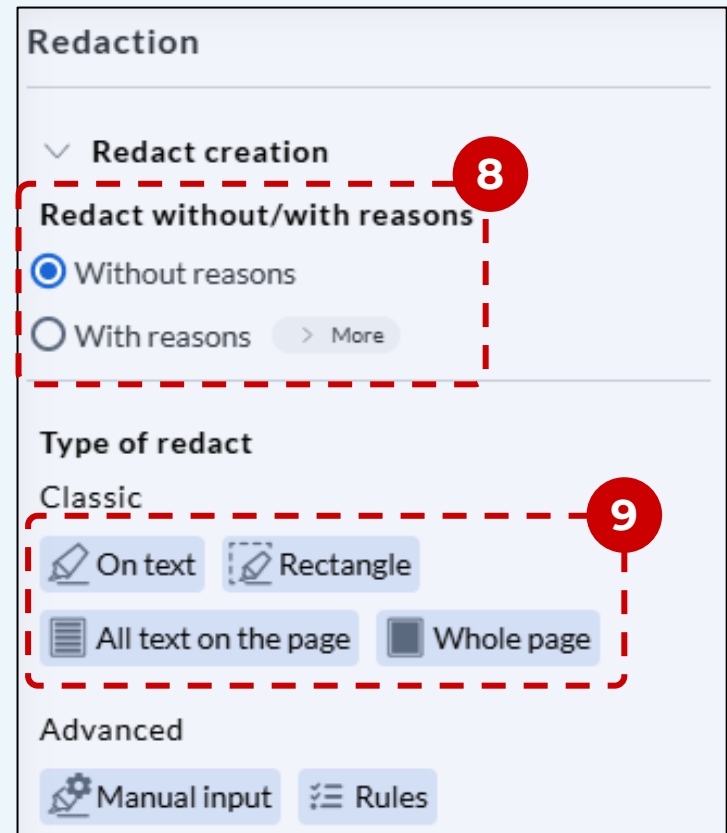 Redaction
Redact creation
8
Redact without/with reasons
Without reasons
With reasons > More
Type of redact
Classic
9
On text Rectangle
All text on the page Whole page
Advanced
Manual input Rules